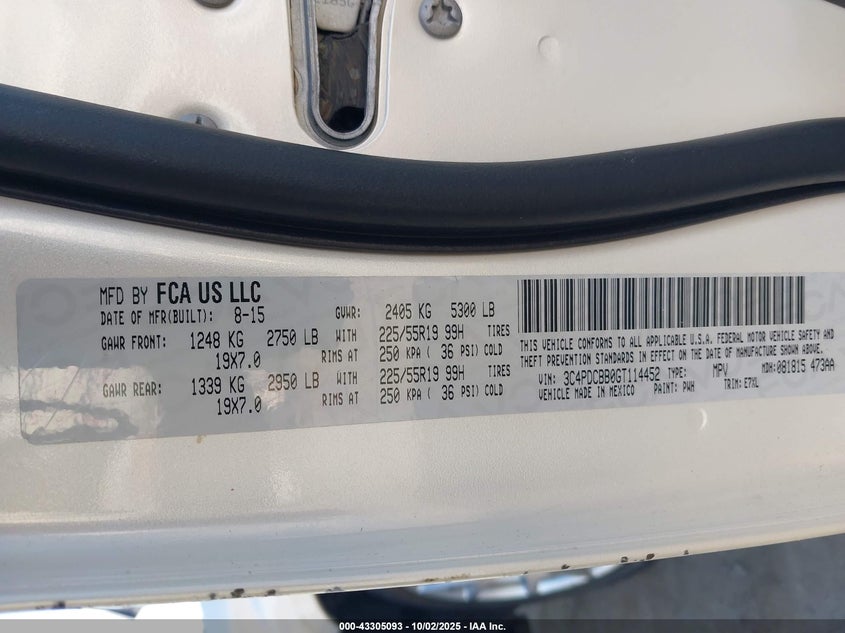 MFD BY FCA US LLC
DATE OF MFR(BUILT): 8-15 GVWR: 2405 KG 5300 LB
GAWR FRONT: 1248 KG 2750 LB WITH 225/55R19 99H TIRES
19X7.0 RIMS AT 250 KPA ( 36 PSI) COLD
GAWR REAR: 1339 KG 2950 LB WITH 225/55R19 99H TIRES
19X7.0 RIMS AT 250 KPA ( 36 PSI) COLD
THIS VEHICLE CONFORMS TO ALL APPLICABLE U.S.A. FEDERAL MOTOR VEHICLE SAFETY AND
THEFT PREVENTION STANDARDS IN EFFECT ON THE DATE OF MANUFACTURE SHOWN ABOVE.
VIN: 3C4PDCBB0GT114452 TYPE: MPV MDH: 081815 473AA
VEHICLE MADE IN MEXICO PAINT: PWH TRIM: E7XL
000-43305093 - 10/02/2025 - IAA Inc.